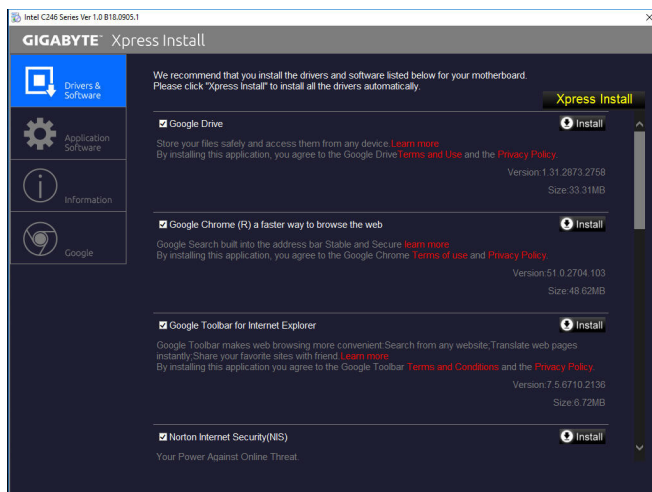 Intel C246 Series Ver 1.0 B18.0905.1
GIGABYTE™ Xpress Install
Drivers &
Software
Application
Software
Information
Google
We recommend that you install the drivers and software listed below for your motherboard.
Please click "Xpress Install" to install all the drivers automatically.
Xpress Install
Google Drive
Install
Store your files safely and access them from any device.Learn more
By installing this application, you agree to the Google DriveTerms and Use and the Privacy Policy.
Version:1.31.2873.2758
Size:33.31MB
Google Chrome (R) a faster way to browse the web
Install
Google Search built into the address bar Stable and Secure learn more
By installing this application, you agree to the Google Chrome Terms of use and Privacy Policy.
Version:51.0.2704.103
Size:48.62MB
Google Toolbar for Internet Explorer
Install
Google Toolbar makes web browsing more convenient.Search from any website;Translate web pages
instantly;Share your favorite sites with friend.Learn more
By installing this application you agree to the Google Toolbar Terms and Conditions and the Privacy Policy.
Version:7.5.6710.2136
Size:6.72MB
Norton Internet Security(NIS)
Install
Your Power Against Online Threat.